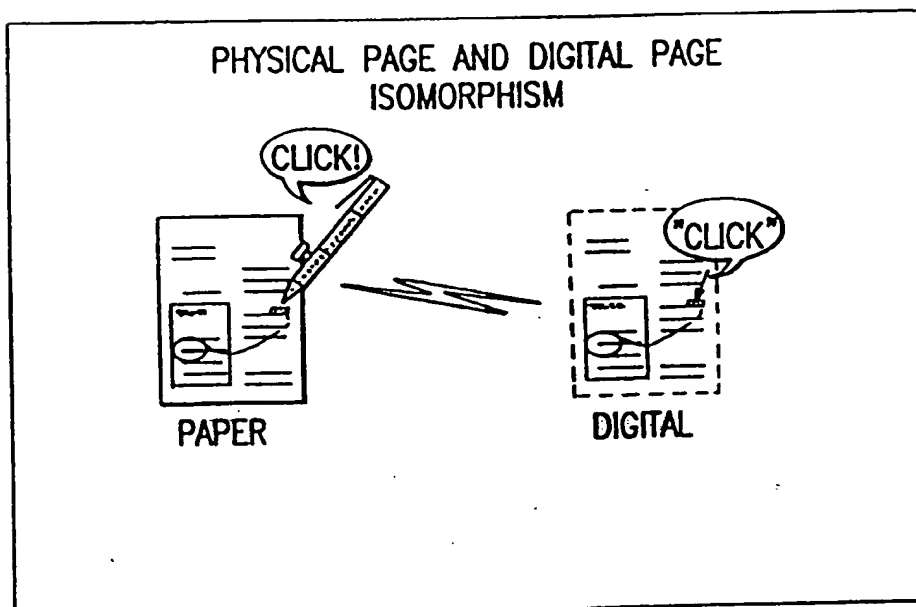 PHYSICAL PAGE AND DIGITAL PAGE
ISOMORPHISM
CLICK!
"CLICK"
PAPER
DIGITAL